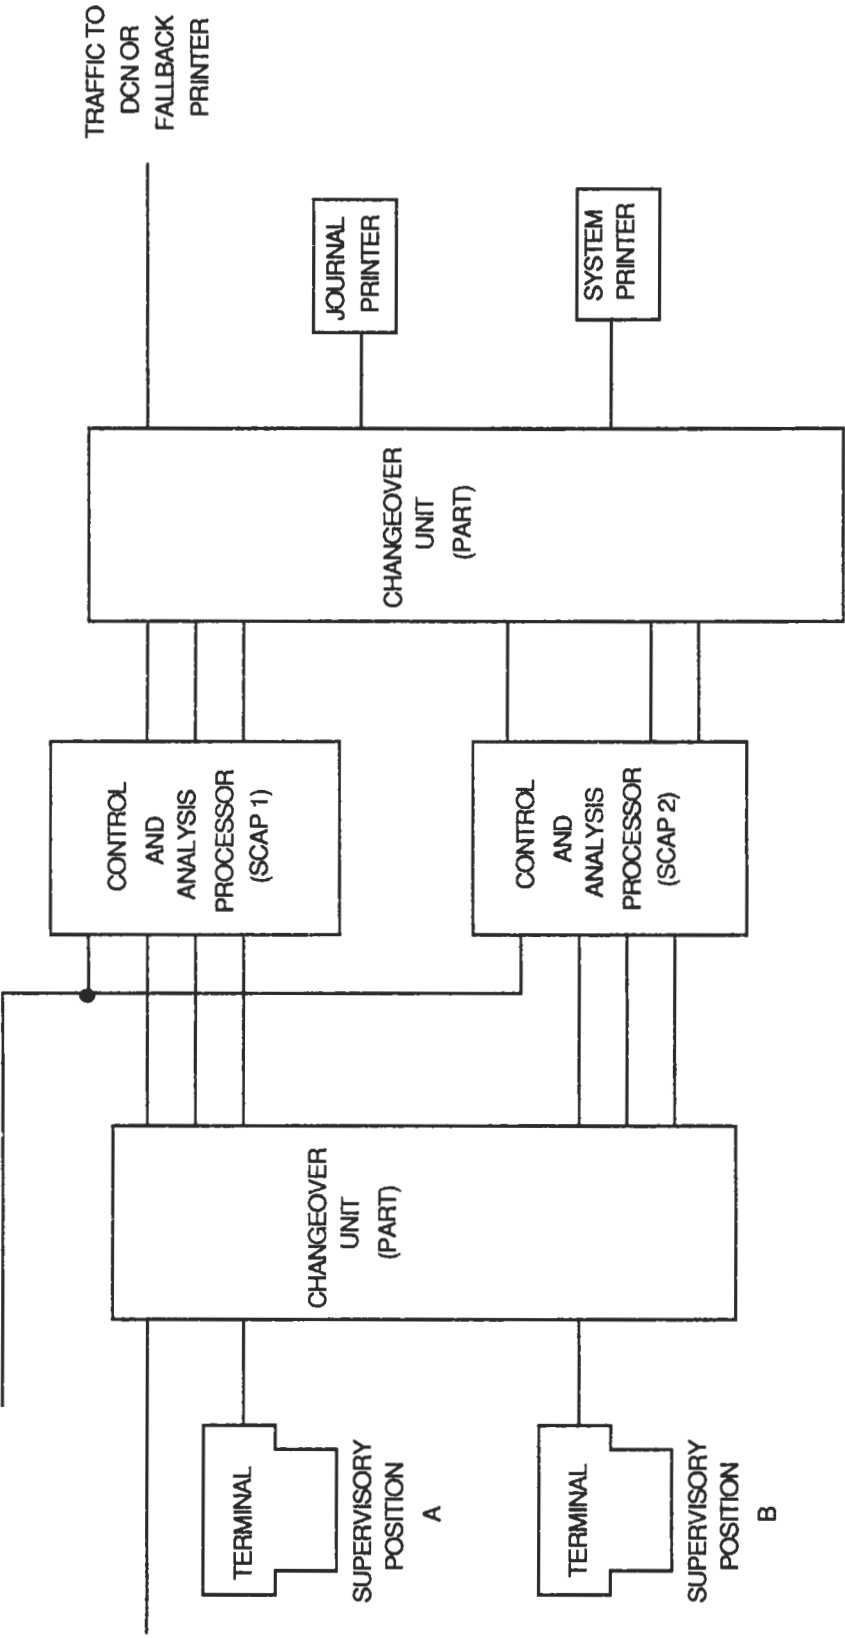 TRAFFIC TO
DCN OR
FALLBACK
PRINTER
JOURNAL
PRINTER
SYSTEM
PRINTER
CHANGEOVER
UNIT
(PART)
CONTROL
AND
ANALYSIS
PROCESSOR
(SCAP 1)
CONTROL
AND
ANALYSIS
PROCESSOR
(SCAP 2)
CHANGEOVER
UNIT
(PART)
TERMINAL
SUPERVISORY
POSITION
A
TERMINAL
SUPERVISORY
POSITION
B